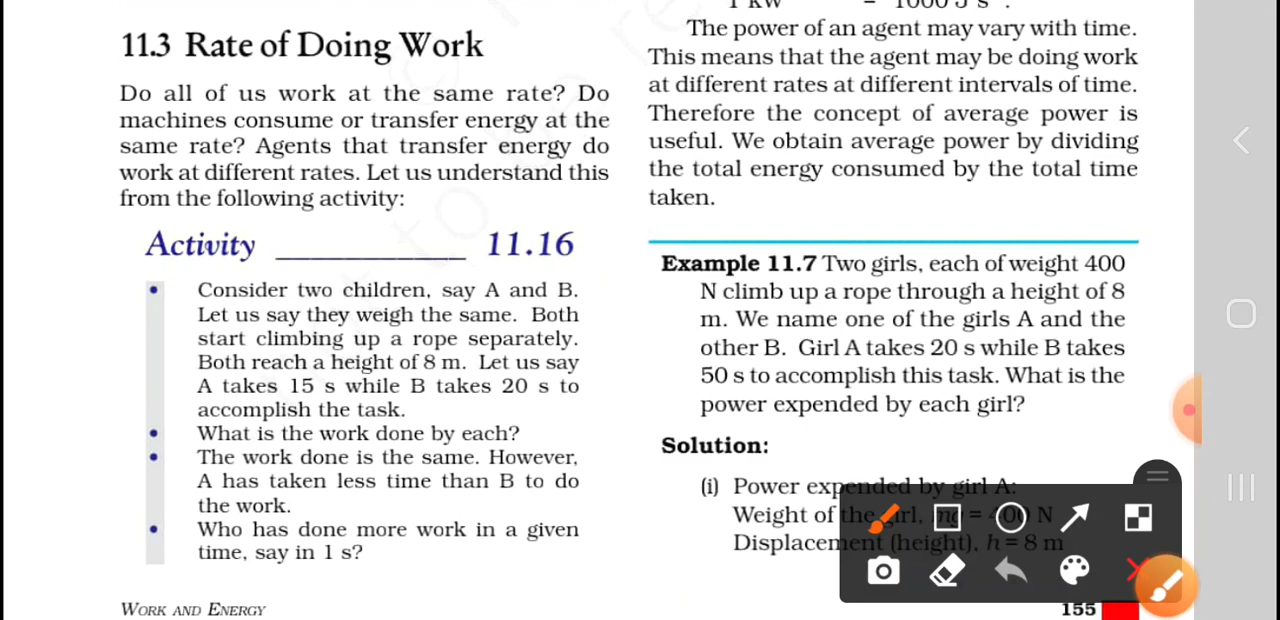 11.3 Rate of Doing Work
Do all of us work at the same rate? Do
machines consume or transfer energy at the
same rate? Agents that transfer energy do
work at different rates. Let us understand this
from the following activity:
Activity ______________ 11.16
• Consider two children, say A and B.
Let us say they weigh the same. Both
start climbing up a rope separately.
Both reach a height of 8 m. Let us say
A takes 15 s while B takes 20 s to
accomplish the task.
• What is the work done by each?
• The work done is the same. However,
A has taken less time than B to do
the work.
• Who has done more work in a given
time, say in 1 s?
WORK AND ENERGY
The power of an agent may vary with time.
This means that the agent may be doing work
at different rates at different intervals of time.
Therefore the concept of average power is
useful. We obtain average power by dividing
the total energy consumed by the total time
taken.
Example 11.7 Two girls, each of weight 400
N climb up a rope through a height of 8
m. We name one of the girls A and the
other B. Girl A takes 20 s while B takes
50 s to accomplish this task. What is the
power expended by each girl?
Solution:
(i) Power expended by girl A:
Weight of the girl, mg = 400 N
Displacement (height), h = 8 m
155